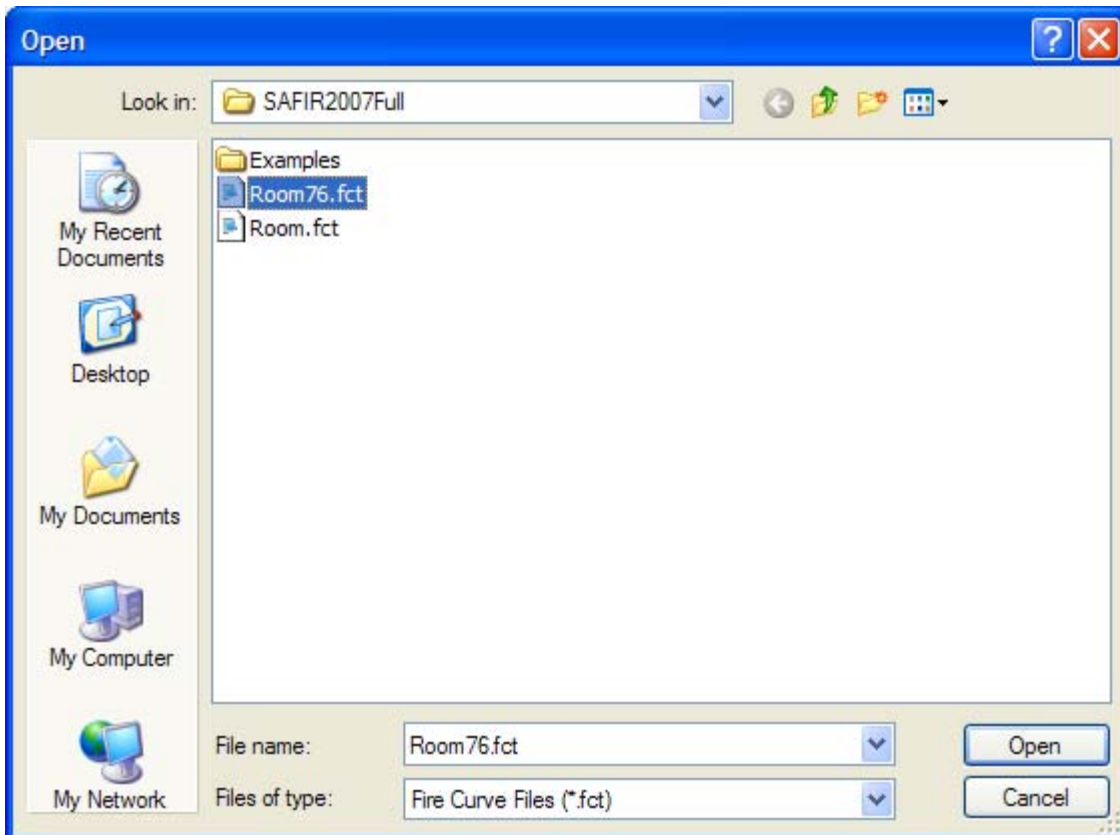 Open
Look in:
SAFIR2007Full
Examples
Room76.fct
Room.fct
My Recent
Documents
Desktop
My Documents
My Computer
My Network
File name:
Room76.fct
Open
Files of type:
Fire Curve Files (*.fct)
Cancel